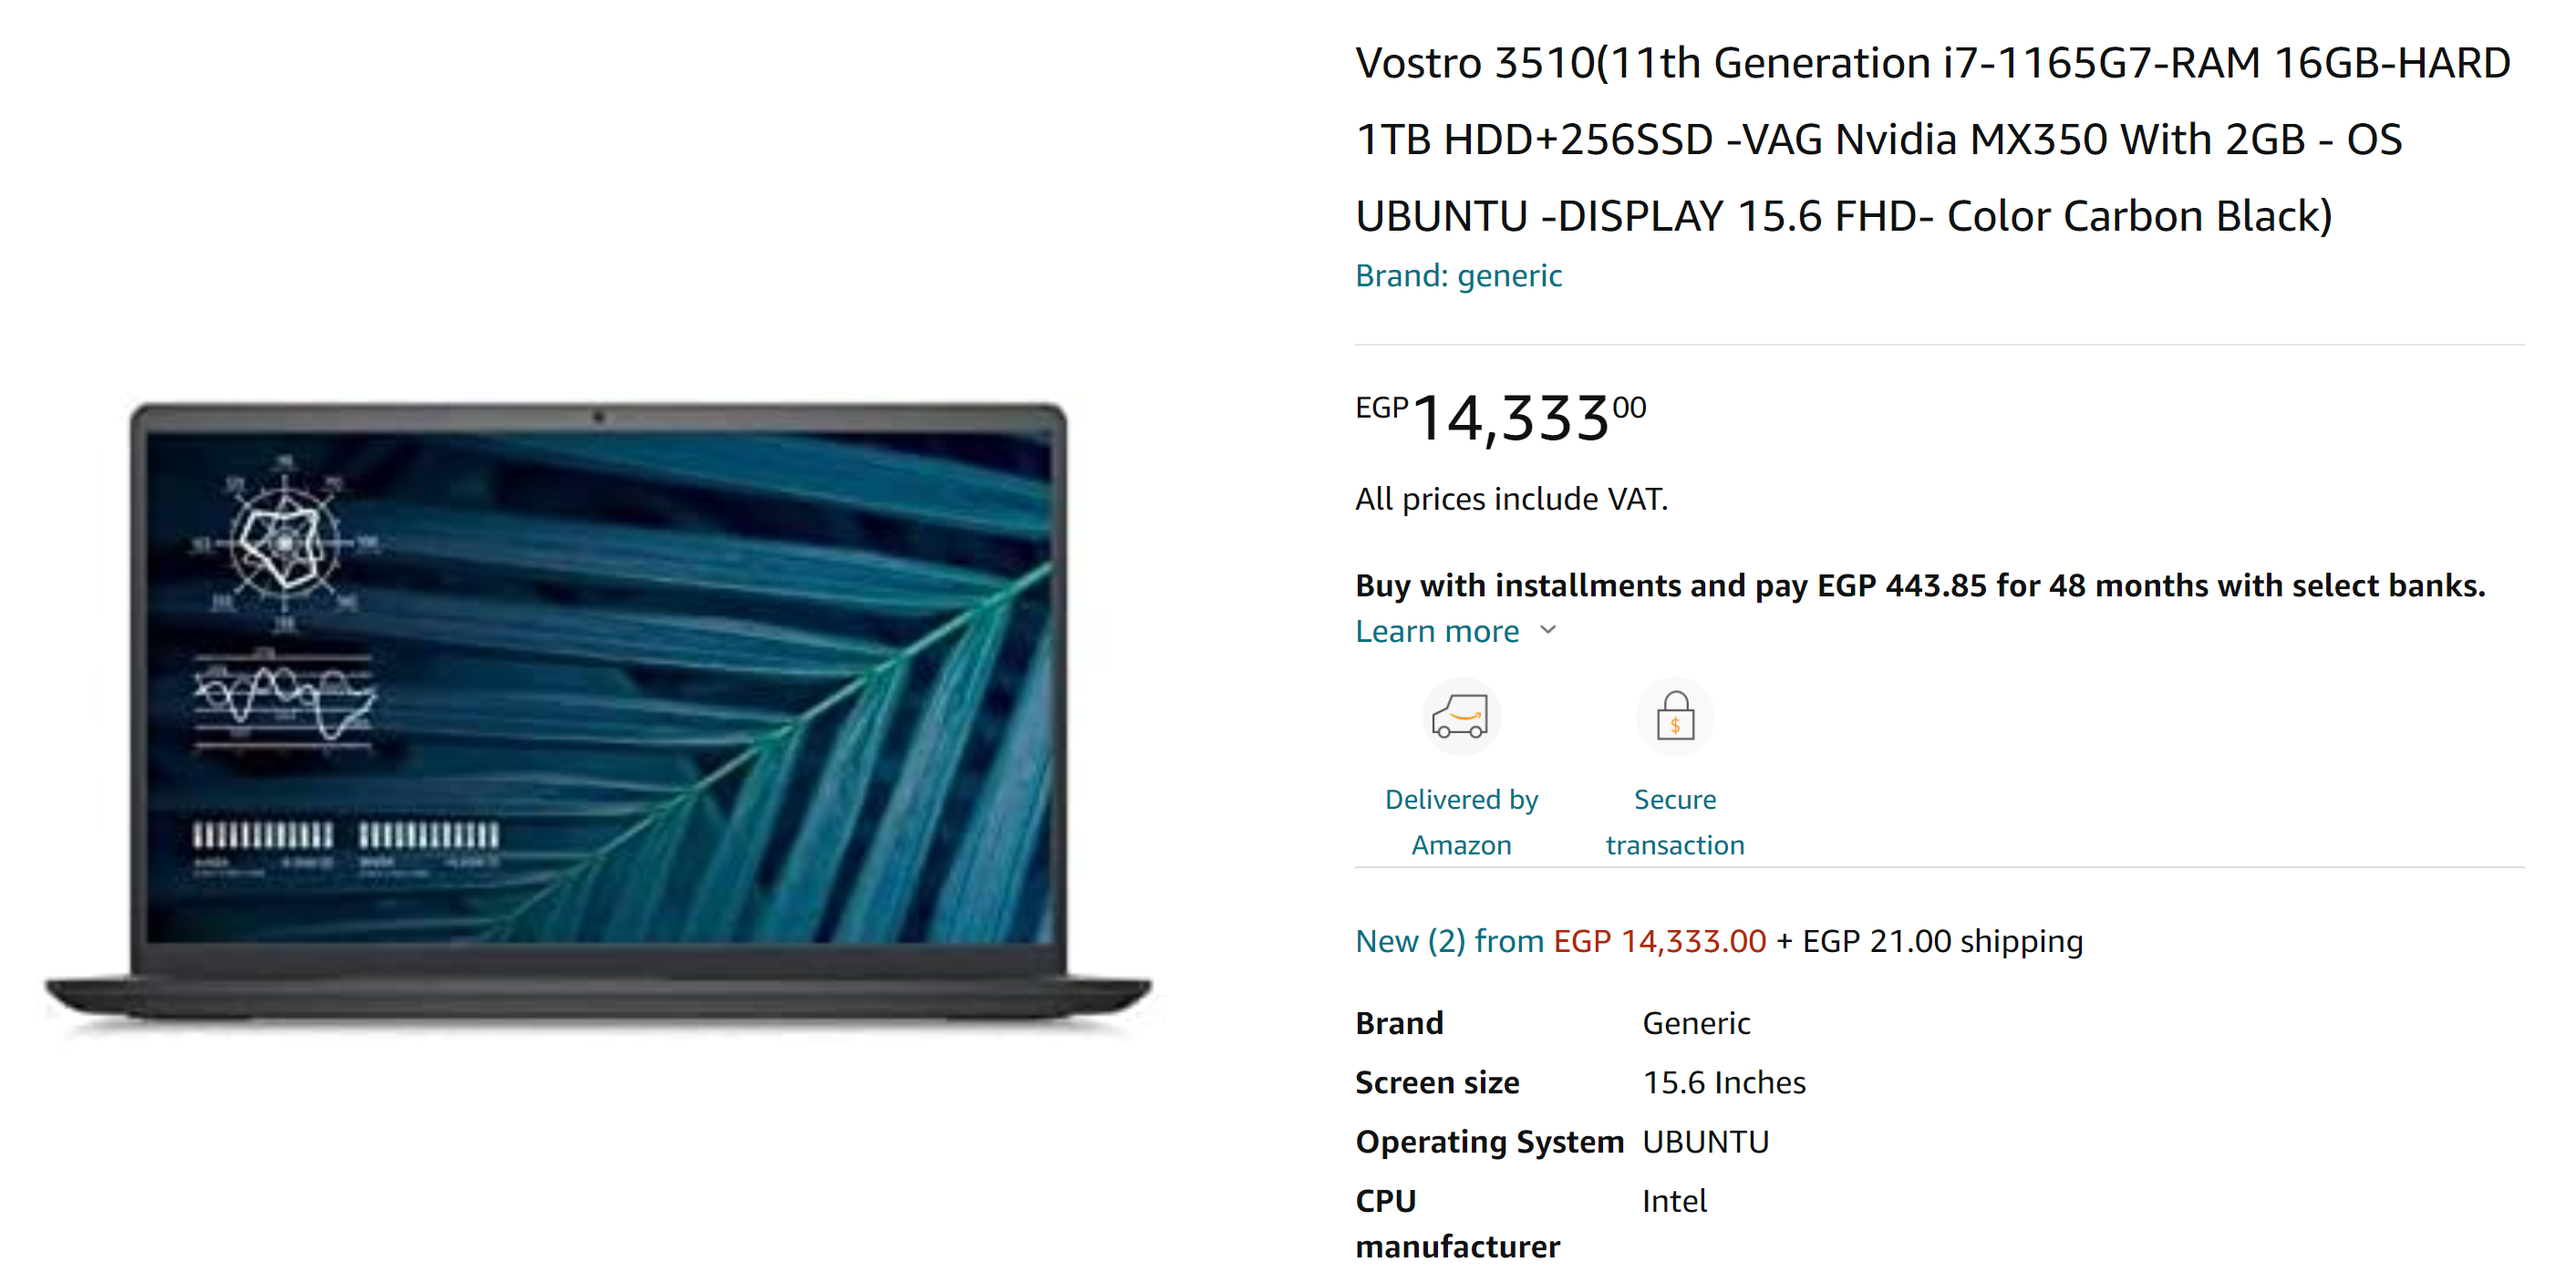 Vostro 3510(11th Generation i7-1165G7-RAM 16GB-HARD
1TB HDD+256SSD -VAG Nvidia MX350 With 2GB - OS
UBUNTU -DISPLAY 15.6 FHD- Color Carbon Black)
Brand: generic
EGP14,33300
All prices include VAT.
Buy with installments and pay EGP 443.85 for 48 months with select banks.
Learn more
$
Delivered by
Amazon
Secure
transaction
New (2) from EGP 14,333.00 + EGP 21.00 shipping
Brand Generic
Screen size 15.6 Inches
Operating System UBUNTU
CPU Intel
manufacturer